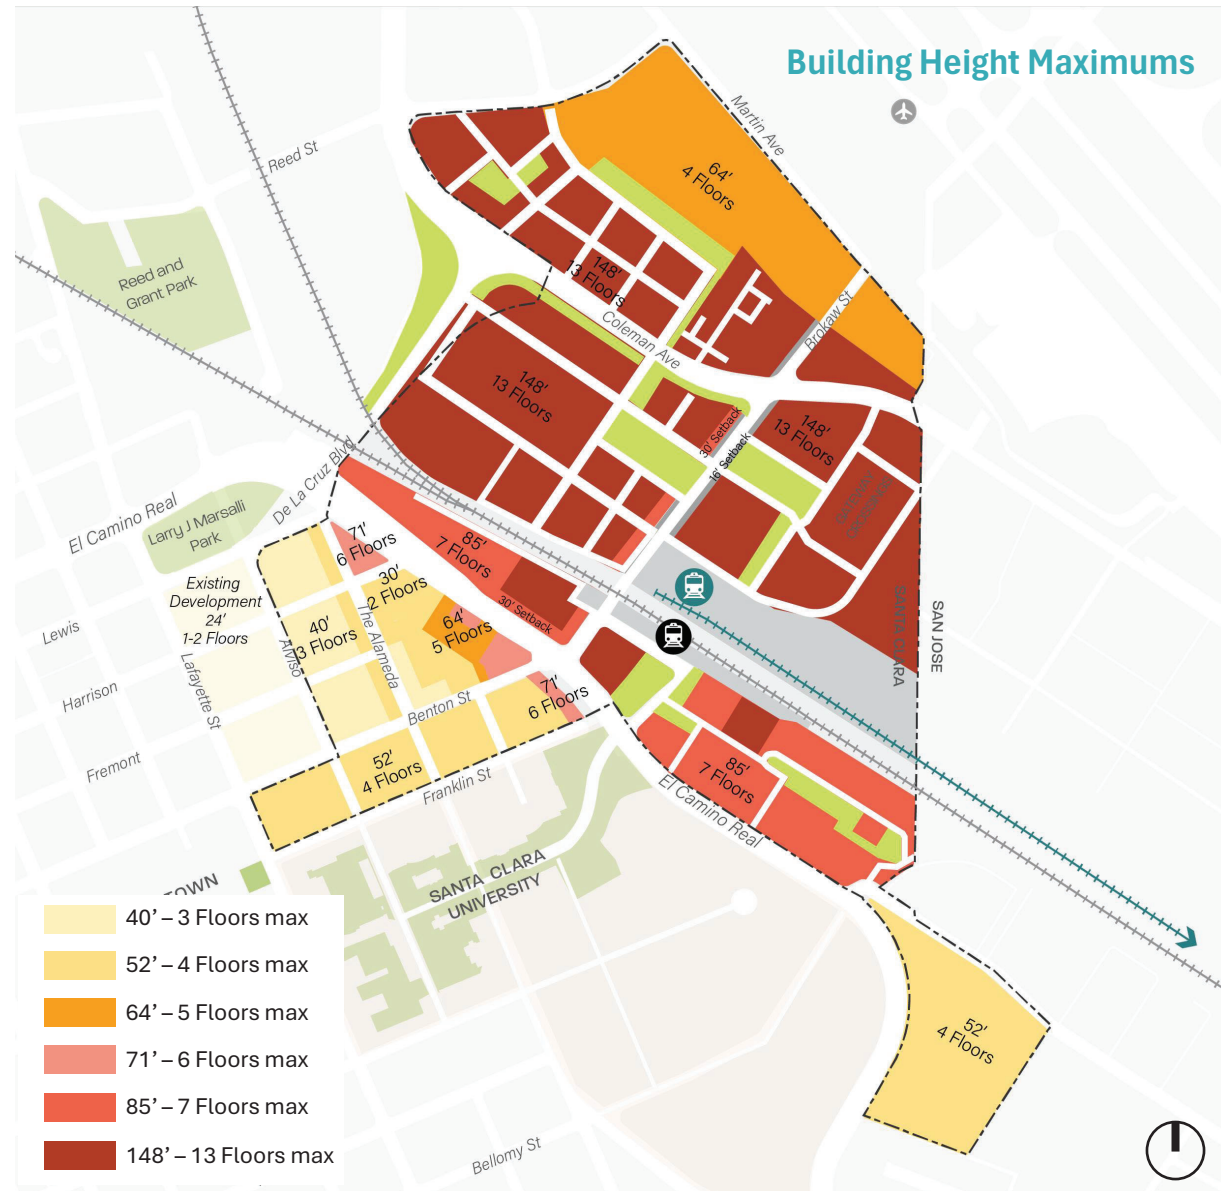 Building Height Maximums
Martin Ave
Reed St
64'
4 Floors
Reed and
Grant Park
148'
13 Floors
Brokaw St
Coleman Ave
148'
13 Floors
30' Setback
148'
13 Floors
16' Setback
De La Cruz Blvd
El Camino Real
Larry J Marsalli
Park
71'
6 Floors
85'
7 Floors
Existing
Development
24'
1-2 Floors
30'
2 Floors
30' Setback
SANTA CLARA
SAN JOSE
Lewis
40'
3 Floors
The Alameda
64'
5 Floors
Alviso
Lafayette St
Harrison
71'
6 Floors
Benton St
Fremont
52'
4 Floors
Franklin St
85'
7 Floors
El Camino Real
SANTA CLARA
UNIVERSITY
TOWN
40' – 3 Floors max
52' – 4 Floors max
64' – 5 Floors max
71' – 6 Floors max
85' – 7 Floors max
148' – 13 Floors max
52'
4 Floors
Bellomy St